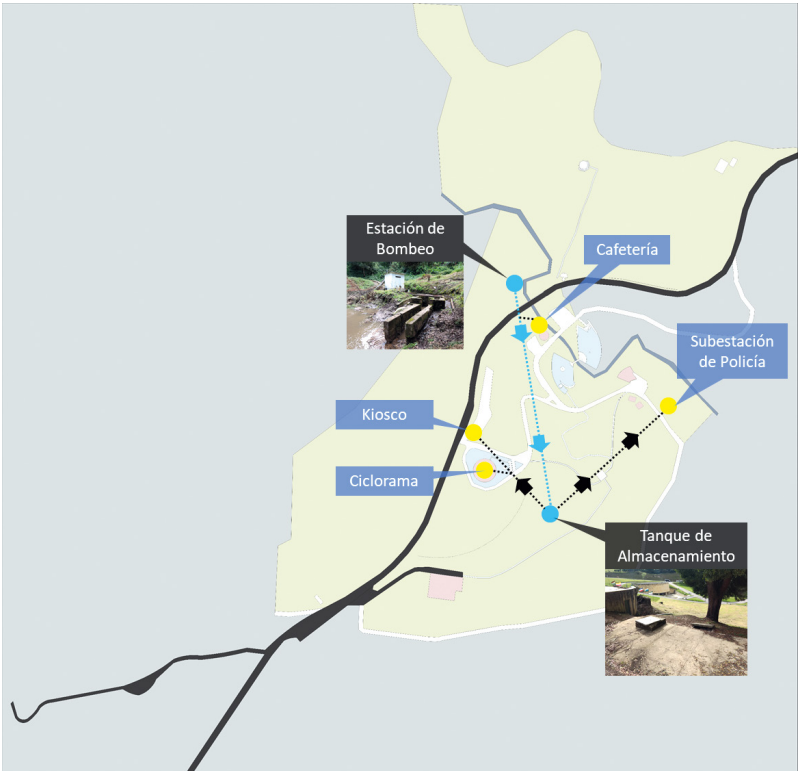 Estación de
Bombeo
Cafetería
Subestación
de Policía
Kiosco
Ciclorama
Tanque de
Almacenamiento